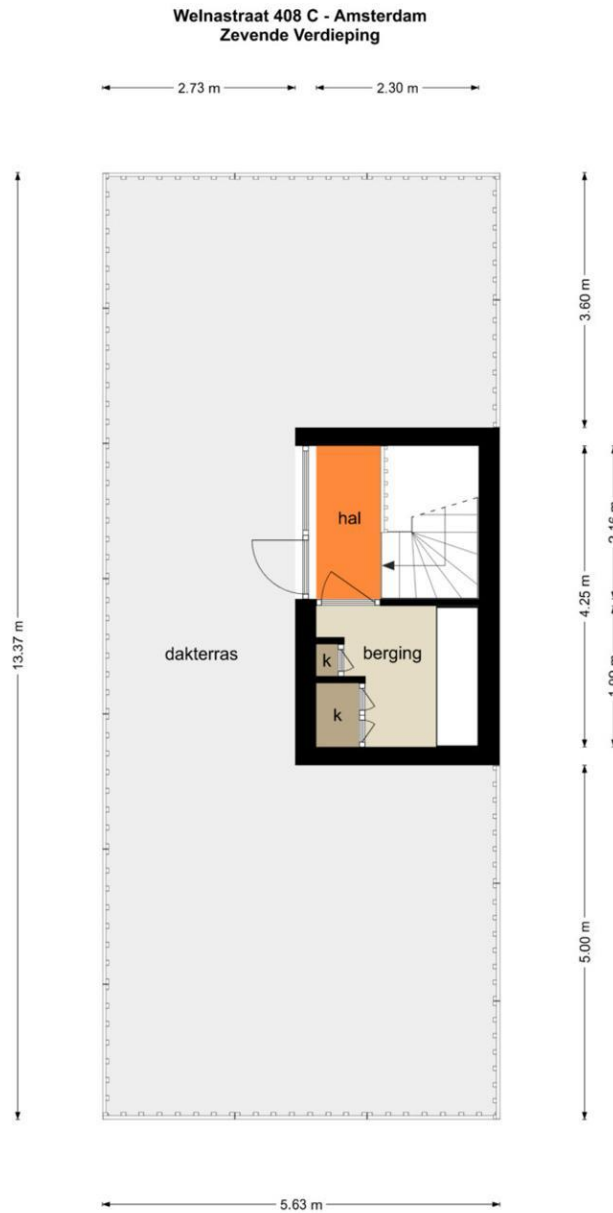 Welnastraat 408 C - Amsterdam
Zevende Verdieping
2.73 m
2.30 m
3.60 m
hal
4.25 m
13.37 m
dakterras
k
berging
k
5.00 m
5.63 m